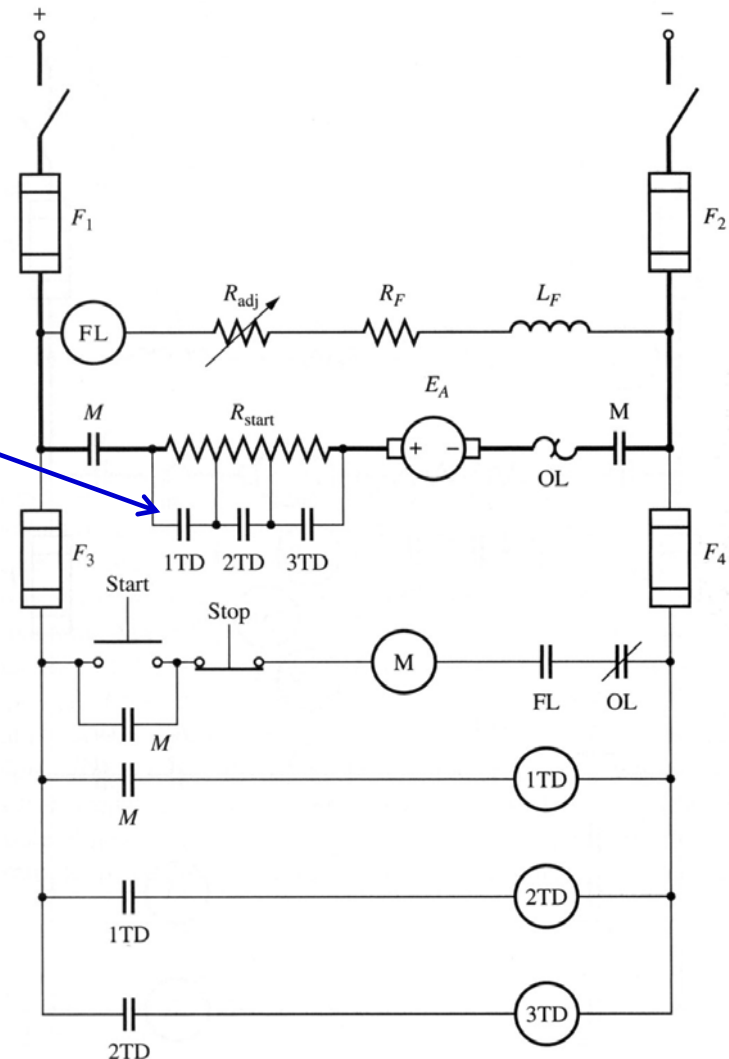 + −
F1 F2
Radj RF LF
FL
EA
M Rstart M
+ −
OL
1TD 2TD 3TD
F3 F4
Start
Stop
M
FL OL
M
1TD
M
2TD
1TD
3TD
2TD